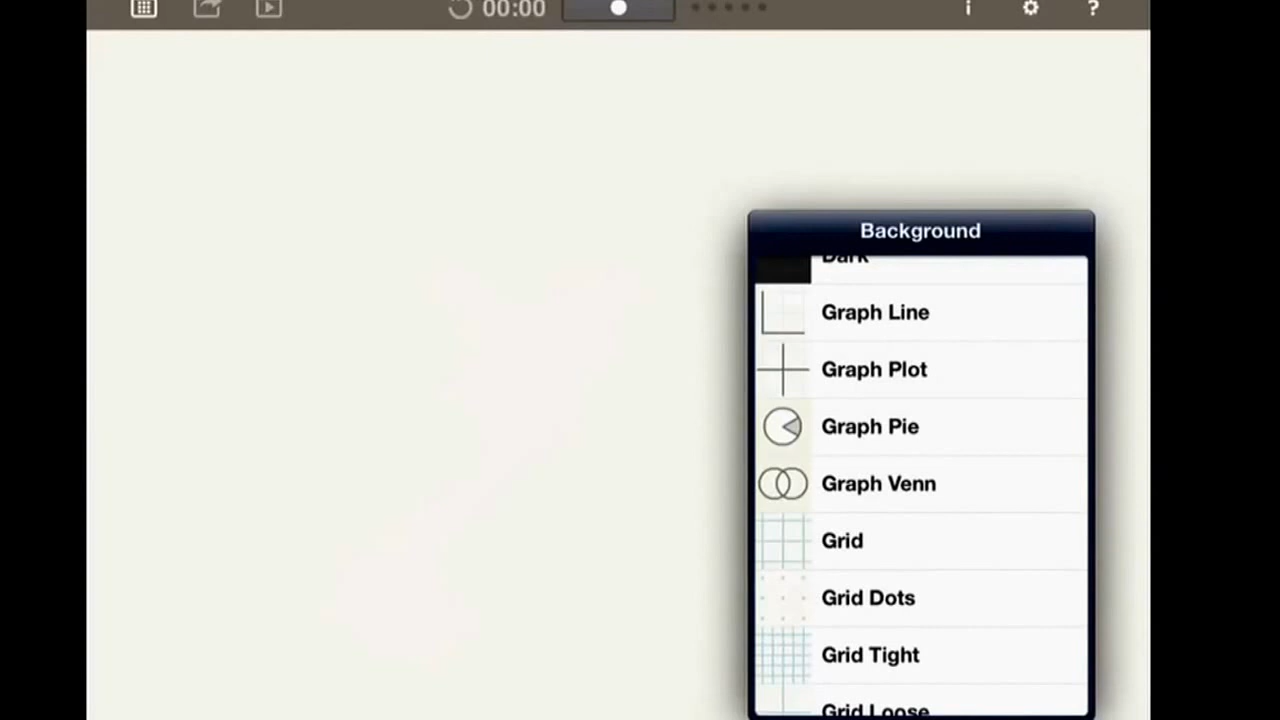 00:00
i
?
Background
Dark
Graph Line
Graph Plot
Graph Pie
Graph Venn
Grid
Grid Dots
Grid Tight
Grid Loose